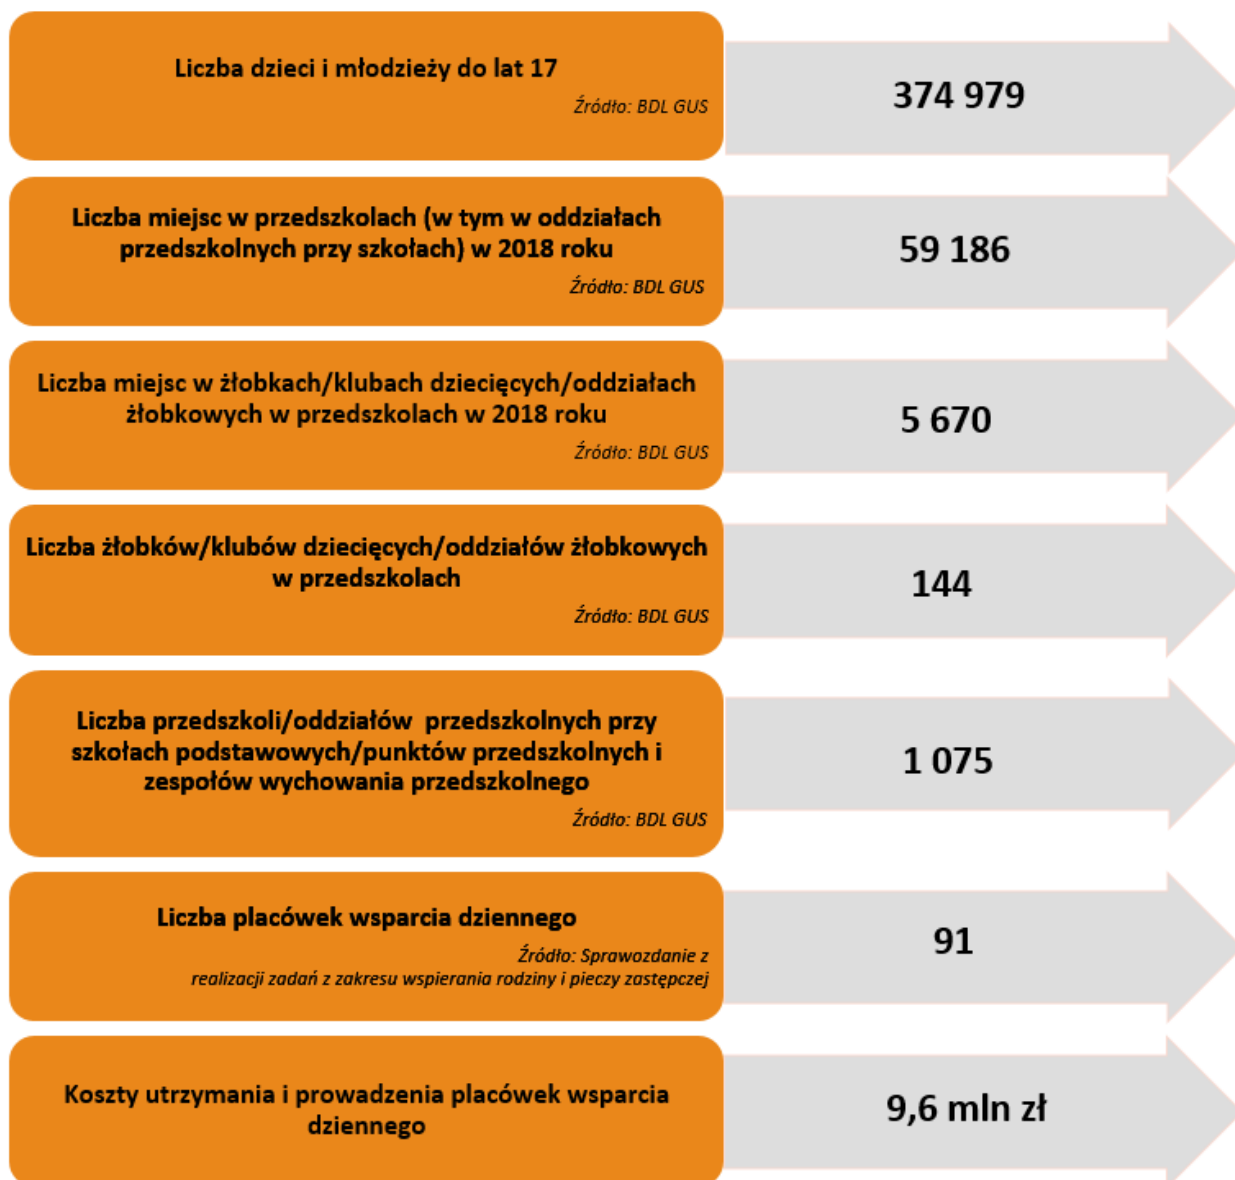 Liczba dzieci i młodzieży do lat 17
Źródło: BDL GUS
374 979
Liczba miejsc w przedszkolach (w tym w oddziałach
przedszkolnych przy szkołach) w 2018 roku
Źródło: BDL GUS
59 186
Liczba miejsc w żłobkach/klubach dziecięcych/oddziałach
żłobkowych w przedszkolach w 2018 roku
Źródło: BDL GUS
5 670
Liczba żłobków/klubów dziecięcych/oddziałów żłobkowych
w przedszkolach
Źródło: BDL GUS
144
Liczba przedszkoli/oddziałów przedszkolnych przy
szkołach podstawowych/punktów przedszkolnych i
zespołów wychowania przedszkolnego
Źródło: BDL GUS
1 075
Liczba placówek wsparcia dziennego
Źródło: Sprawozdanie z
realizacji zadań z zakresu wspierania rodziny i pieczy zastępczej
91
Koszty utrzymania i prowadzenia placówek wsparcia
dziennego
9,6 mln zł